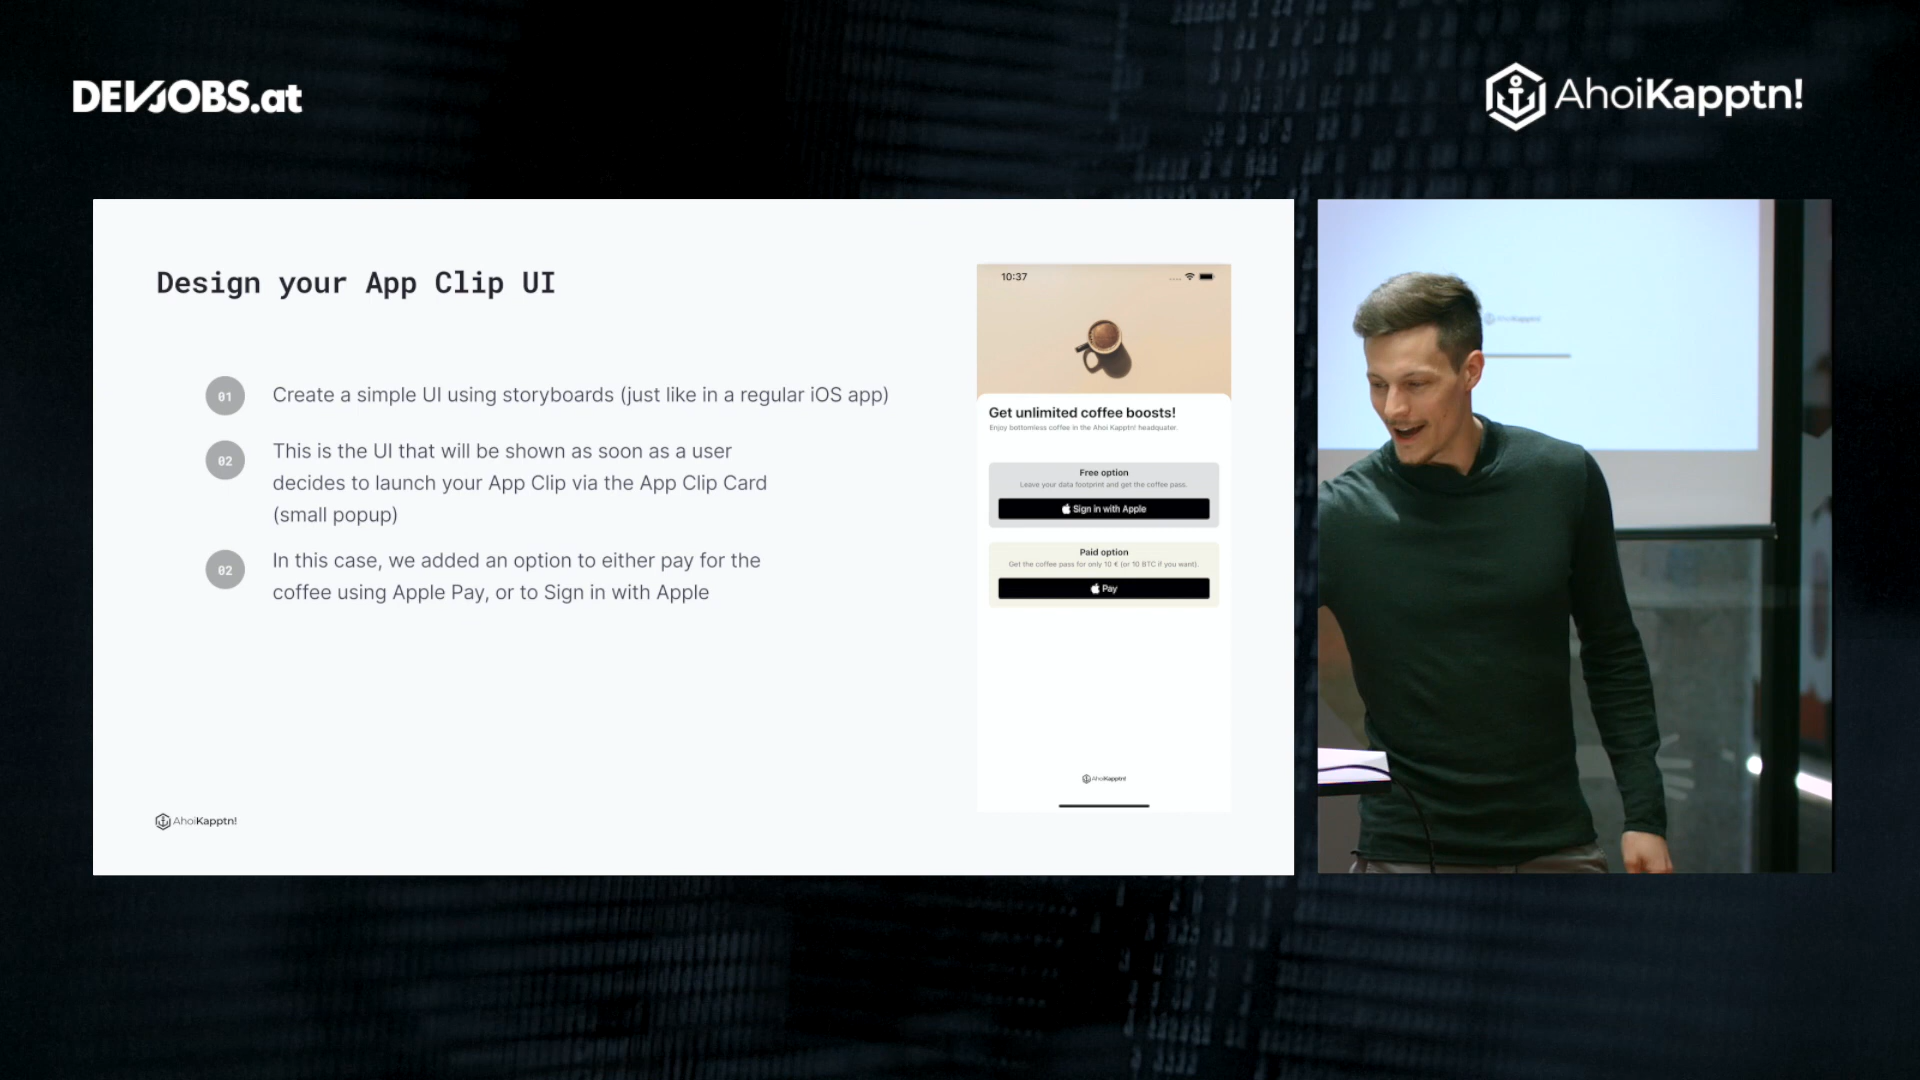 DEVJOBS.at
AhoiKapptn!
Design your App Clip UI
01
Create a simple UI using storyboards (just like in a regular iOS app)
02
This is the UI that will be shown as soon as a user
decides to launch your App Clip via the App Clip Card
(small popup)
02
In this case, we added an option to either pay for the
coffee using Apple Pay, or to Sign in with Apple
AhoiKapptn!
10:37
Get unlimited coffee boosts!
Enjoy bottomless coffee in the Ahoi Kapptn! headquater.
Free option
Leave your data footprint and get the coffee pass.
Sign in with Apple
Paid option
Get the coffee pass for only 10 € (or 10 BTC if you want).
Pay
AhoiKapptn!
AhoiKapptn!